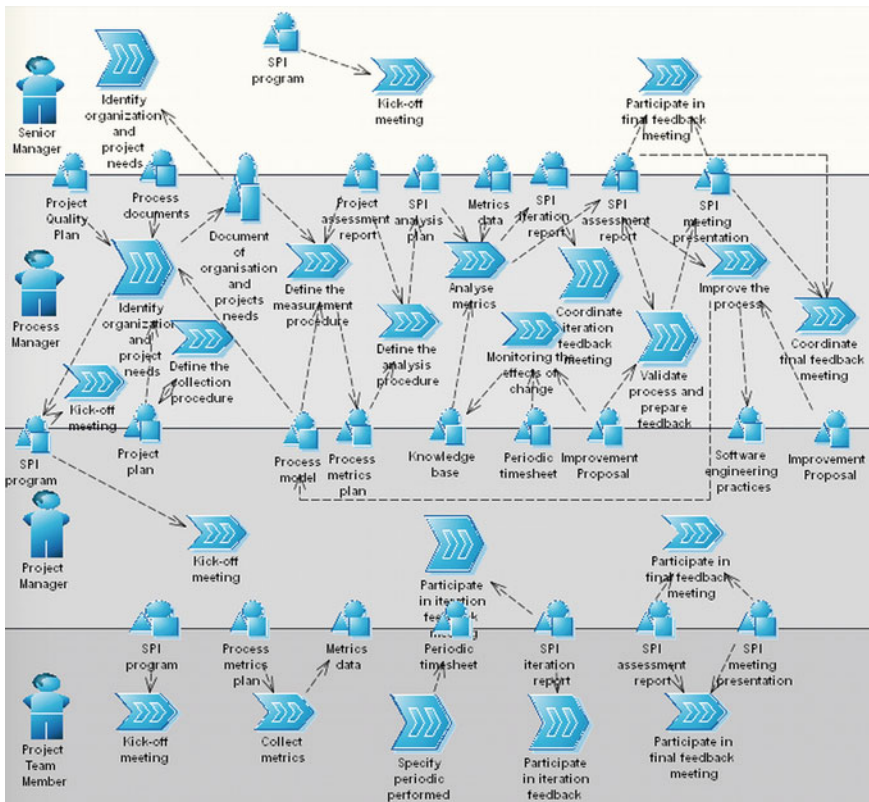 SPI
program
Kick-off
meeting
Participate in
final feedback
meeting
Identify
organization
and
project needs
Senior
Manager
Project
Quality
Plan
Process
documents
Document
of
organisation
and
projects needs
Project
assessment
report
SPI
analysis
plan
Metrics
data
SPI
iteration
report
SPI
assessment
report
SPI
meeting
presentation
Process
Manager
Identify
organization
and
project
needs
Define the
measurement
procedure
Analyse
metrics
Coordinate
iteration
feedback
meeting
Improve the
process
Coordinate
final feedback
meeting
Define the
collection
procedure
Define the
analysis
procedure
Monitoring the
effects of
change
Validate
process and
prepare
feedback
Kick-off
meeting
SPI
program
Project
plan
Process
model
Process
metrics
plan
Knowledge
base
Periodic
timesheet
Improvement
Proposal
Software
engineering
practices
Improvement
Proposal
Project
Manager
Kick-off
meeting
Participate
in iteration
feedback
meeting
Participate in
final feedback
meeting
SPI
program
Process
metrics
plan
Metrics
data
Periodic
timesheet
SPI
iteration
report
SPI
assessment
report
SPI
meeting
presentation
Project
Team
Member
Kick-off
meeting
Collect
metrics
Specify
periodic
performed
Participate
in iteration
feedback
Participate in
final feedback
meeting